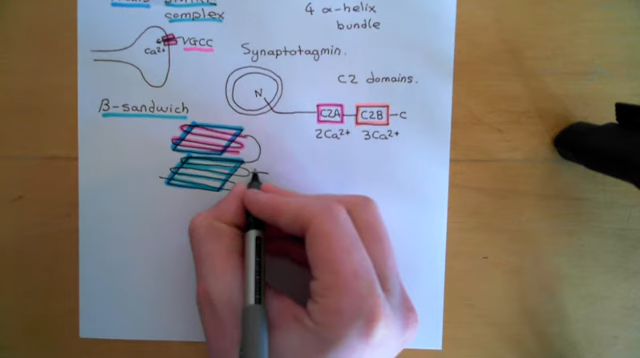 complex
4 α-helix
bundle
Ca²⁺
VGCC
Synaptotagmin.
C2 domains.
N
C2A
C2B
C
2Ca²⁺
3Ca²⁺
β-sandwich